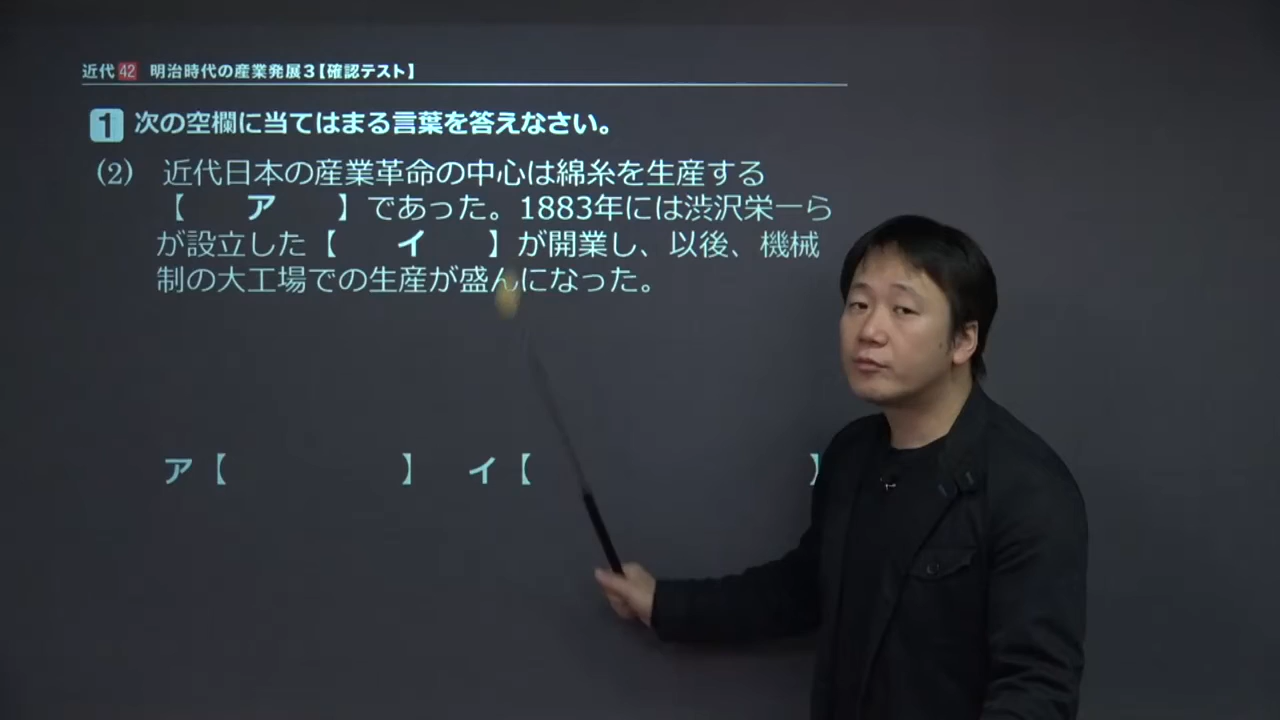 近代42 明治時代の産業発展3【確認テスト】
1 次の空欄に当てはまる言葉を答えなさい。
(2) 近代日本の産業革命の中心は綿糸を生産する
【 ア 】であった。1883年には渋沢栄一ら
が設立した【 イ 】が開業し、以後、機械
制の大工場での生産が盛んになった。
ア【 】 イ【 】